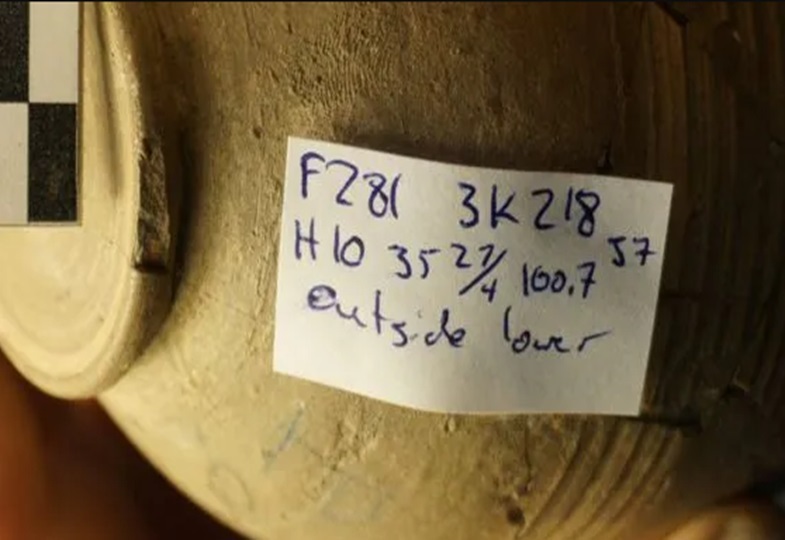 F281 3K218
H10 35 27/4 100.7 57
outside lower